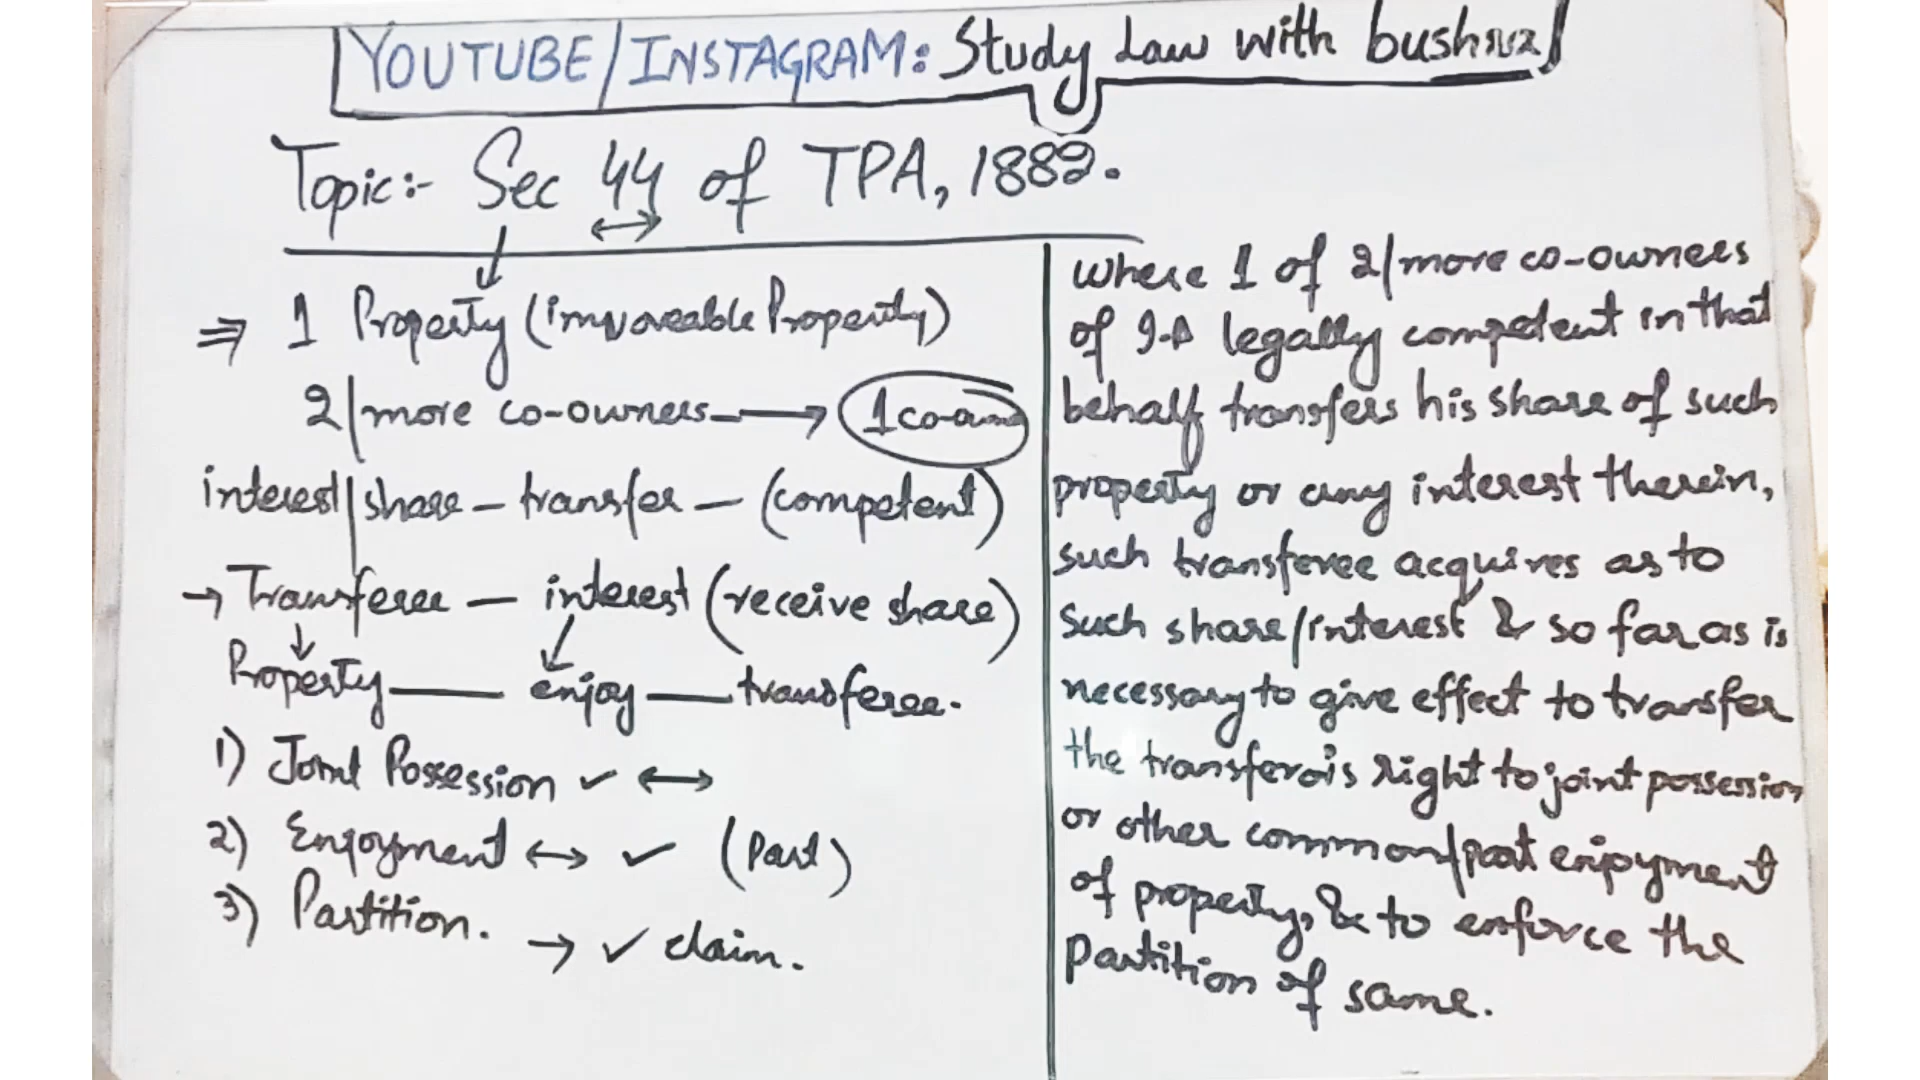 YOUTUBE/INSTAGRAM: Study Law with bushra
Topic:- Sec 44 of TPA, 1882.
⇒ 1 Property (immoveable Property)
2/more co-owners → 1 co-owner
interest/share - transfer - (competent)
→ Transferee - interest (receive share)
Property — enjoy — transferee.
1) Joint Possession ✓ ↔
2) Enjoyment ↔ ✓ (Part)
3) Partition. → ✓ claim.
where 1 of 2/more co-owners
of I.P legally competent in that
behalf transfers his share of such
property or any interest therein,
such transferee acquires as to
such share/interest & so far as is
necessary to give effect to transfer
the transferor's right to joint possession
or other common/part enjoyment
of property, & to enforce the
Partition of same.